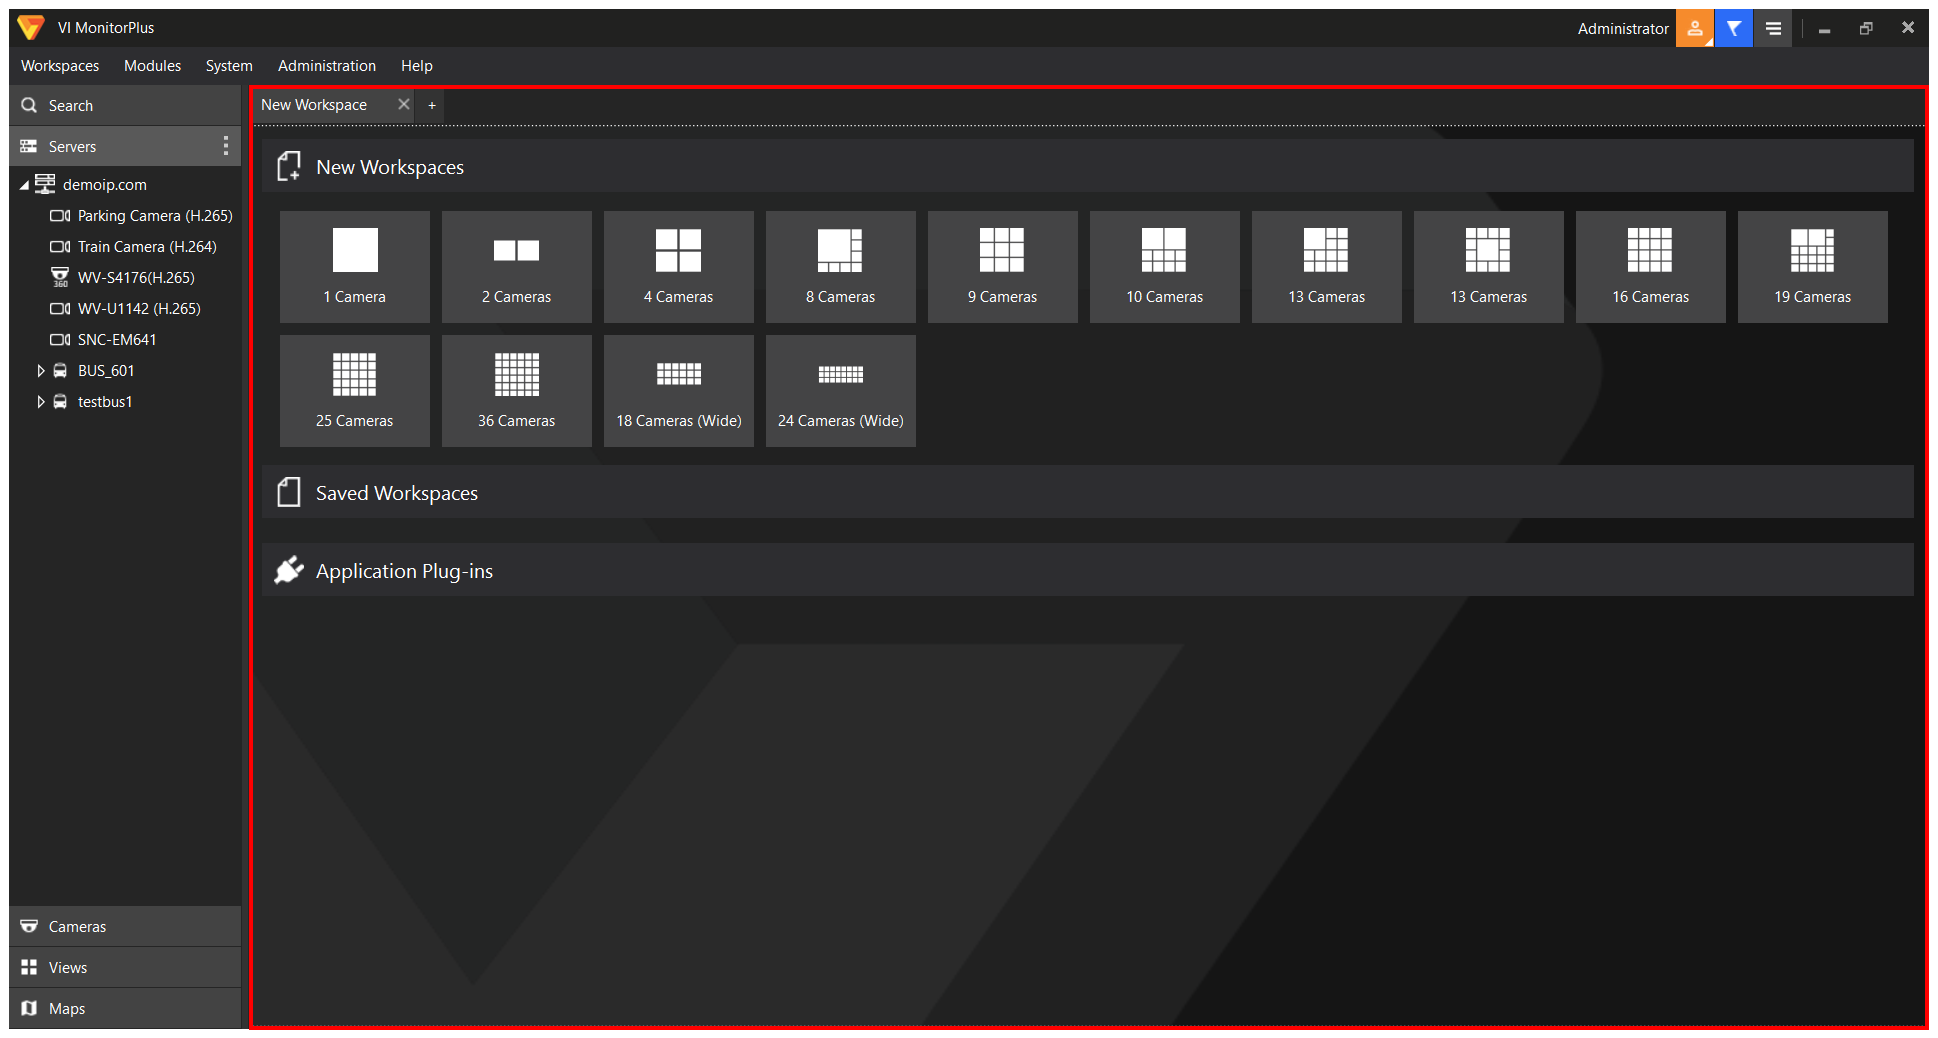 VI MonitorPlus
Administrator
Workspaces Modules System Administration Help
Search
Servers
demoip.com
Parking Camera (H.265)
Train Camera (H.264)
360 WV-S4176(H.265)
WV-U1142 (H.265)
SNC-EM641
BUS_601
testbus1
Cameras
Views
Maps
New Workspace
+
New Workspaces
1 Camera
2 Cameras
4 Cameras
8 Cameras
9 Cameras
10 Cameras
13 Cameras
13 Cameras
16 Cameras
19 Cameras
25 Cameras
36 Cameras
18 Cameras (Wide)
24 Cameras (Wide)
Saved Workspaces
Application Plug-ins